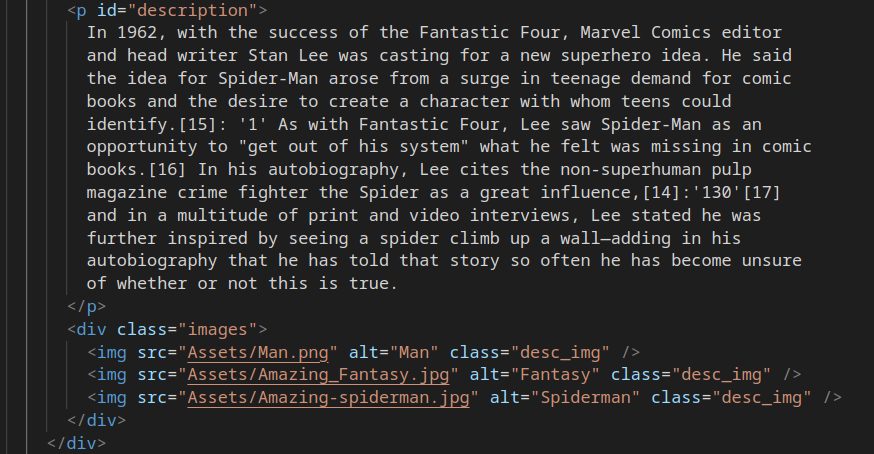 <p id="description">
In 1962, with the success of the Fantastic Four, Marvel Comics editor
and head writer Stan Lee was casting for a new superhero idea. He said
the idea for Spider-Man arose from a surge in teenage demand for comic
books and the desire to create a character with whom teens could
identify.[15]: '1' As with Fantastic Four, Lee saw Spider-Man as an
opportunity to "get out of his system" what he felt was missing in comic
books.[16] In his autobiography, Lee cites the non-superhuman pulp
magazine crime fighter the Spider as a great influence,[14]:'130'[17]
and in a multitude of print and video interviews, Lee stated he was
further inspired by seeing a spider climb up a wall—adding in his
autobiography that he has told that story so often he has become unsure
of whether or not this is true.
</p>
<div class="images">
<img src="Assets/Man.png" alt="Man" class="desc_img" />
<img src="Assets/Amazing_Fantasy.jpg" alt="Fantasy" class="desc_img" />
<img src="Assets/Amazing-spiderman.jpg" alt="Spiderman" class="desc_img" />
</div>
</div>